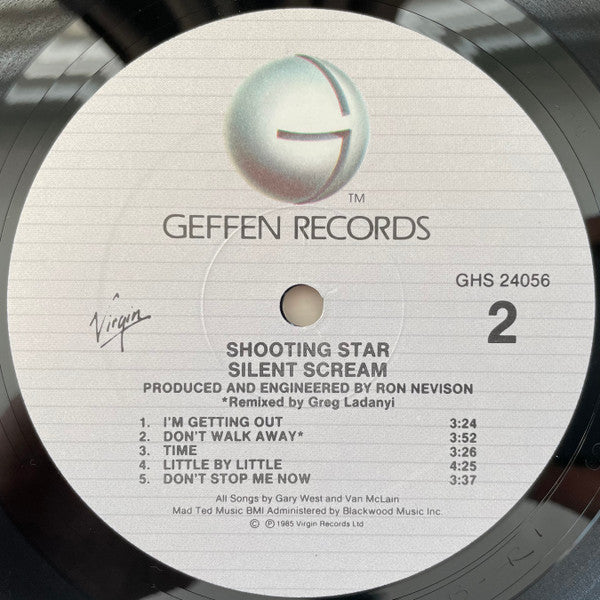 TM
GEFFEN RECORDS
GHS 24056
Virgin
2
SHOOTING STAR
SILENT SCREAM
PRODUCED AND ENGINEERED BY RON NEVISON
*Remixed by Greg Ladanyi
1. I'M GETTING OUT 3:24
2. DON'T WALK AWAY* 3:52
3. TIME 3:26
4. LITTLE BY LITTLE 4:25
5. DON'T STOP ME NOW 3:37
All Songs by Gary West and Van McLain
Mad Ted Music BMI Administered by Blackwood Music Inc.
© ℗ 1985 Virgin Records Ltd